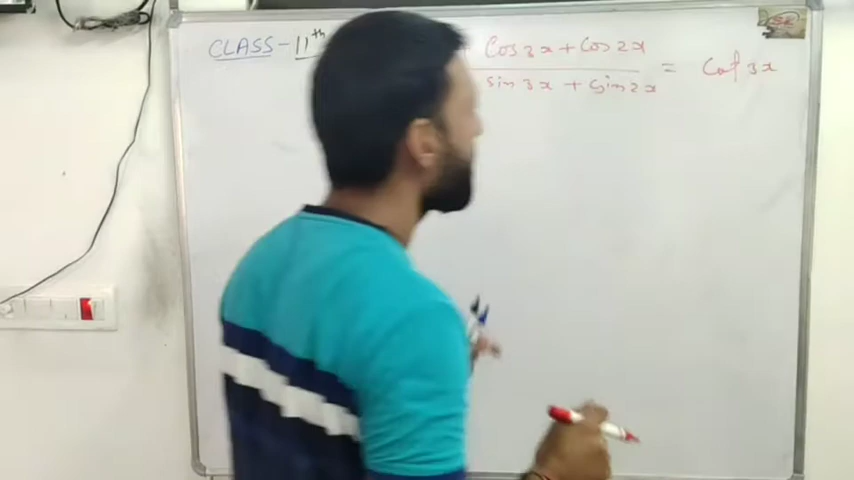 CLASS-11th + Cos 3x + Cos 2x
sin 3x + sin 2x = Cot 3x